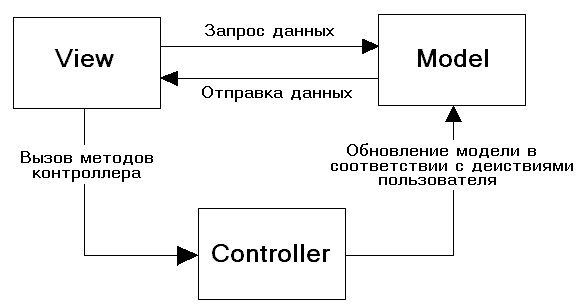 Запрос данных
View
Model
Отправка данных
Вызов методов
контроллера
Обновление модели в
соответствии с деиствиями
пользователя
Controller